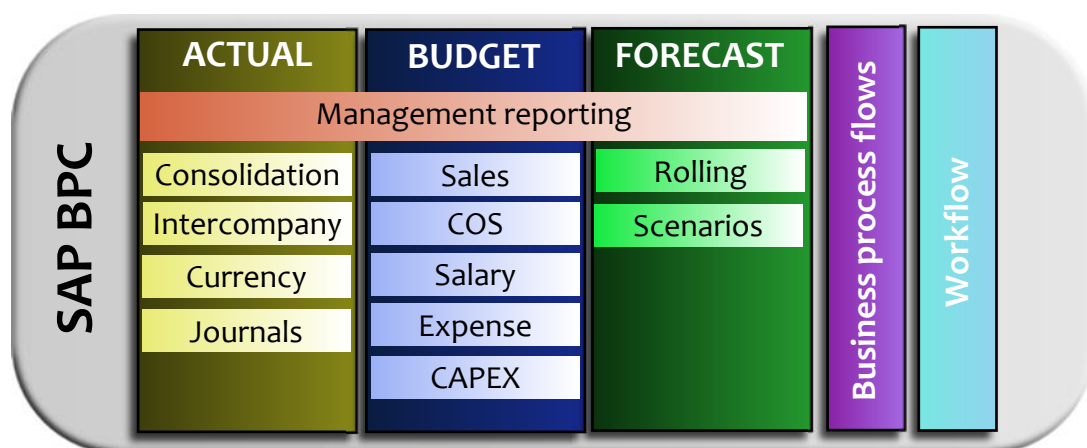 SAP BPC
ACTUAL
BUDGET
FORECAST
Management reporting
Consolidation
Intercompany
Currency
Journals
Sales
COS
Salary
Expense
CAPEX
Rolling
Scenarios
Business process flows
Workflow